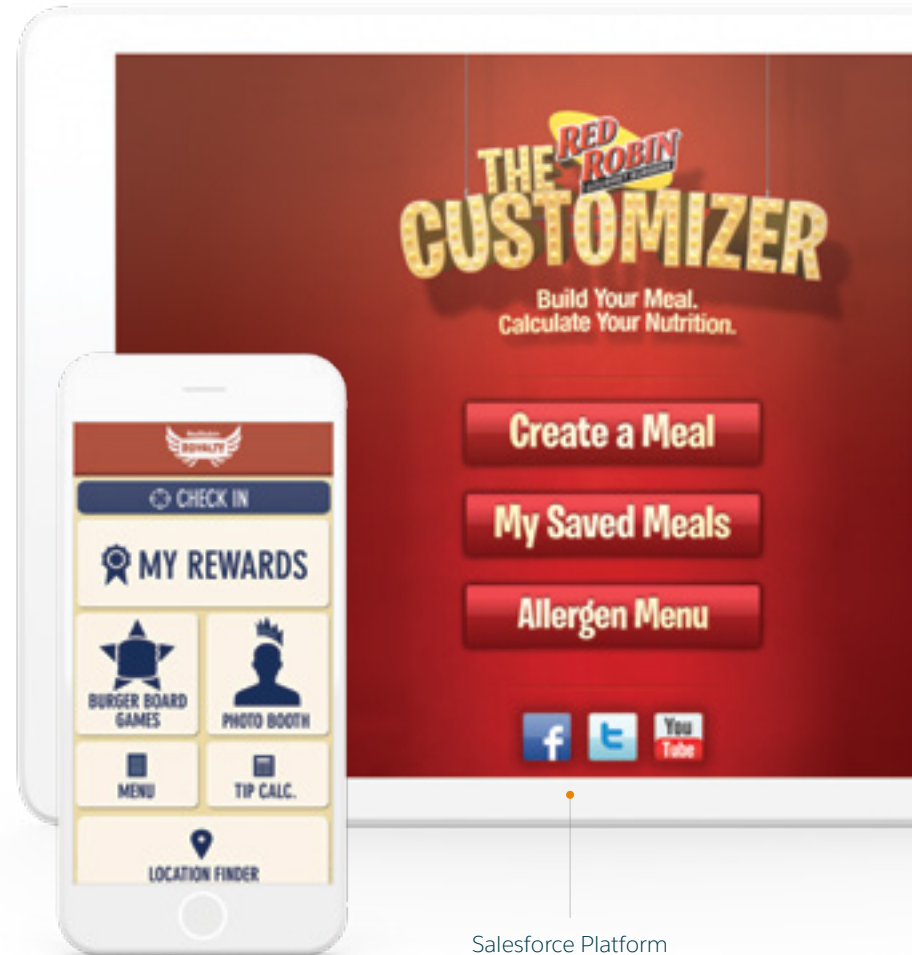 RED
ROBIN
THE
CUSTOMIZER
Build Your Meal.
Calculate Your Nutrition.
Create a Meal
My Saved Meals
Allergen Menu
You
Tube
ROYALTY
CHECK IN
MY REWARDS
BURGER BOARD
GAMES
PHOTO BOOTH
MENU
TIP CALC.
LOCATION FINDER
Salesforce Platform